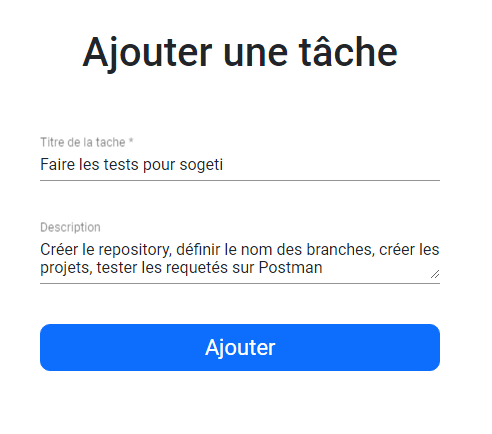 Ajouter une tâche
Titre de la tache *
Faire les tests pour sogeti
Description
Créer le repository, définir le nom des branches, créer les
projets, tester les requetés sur Postman
Ajouter